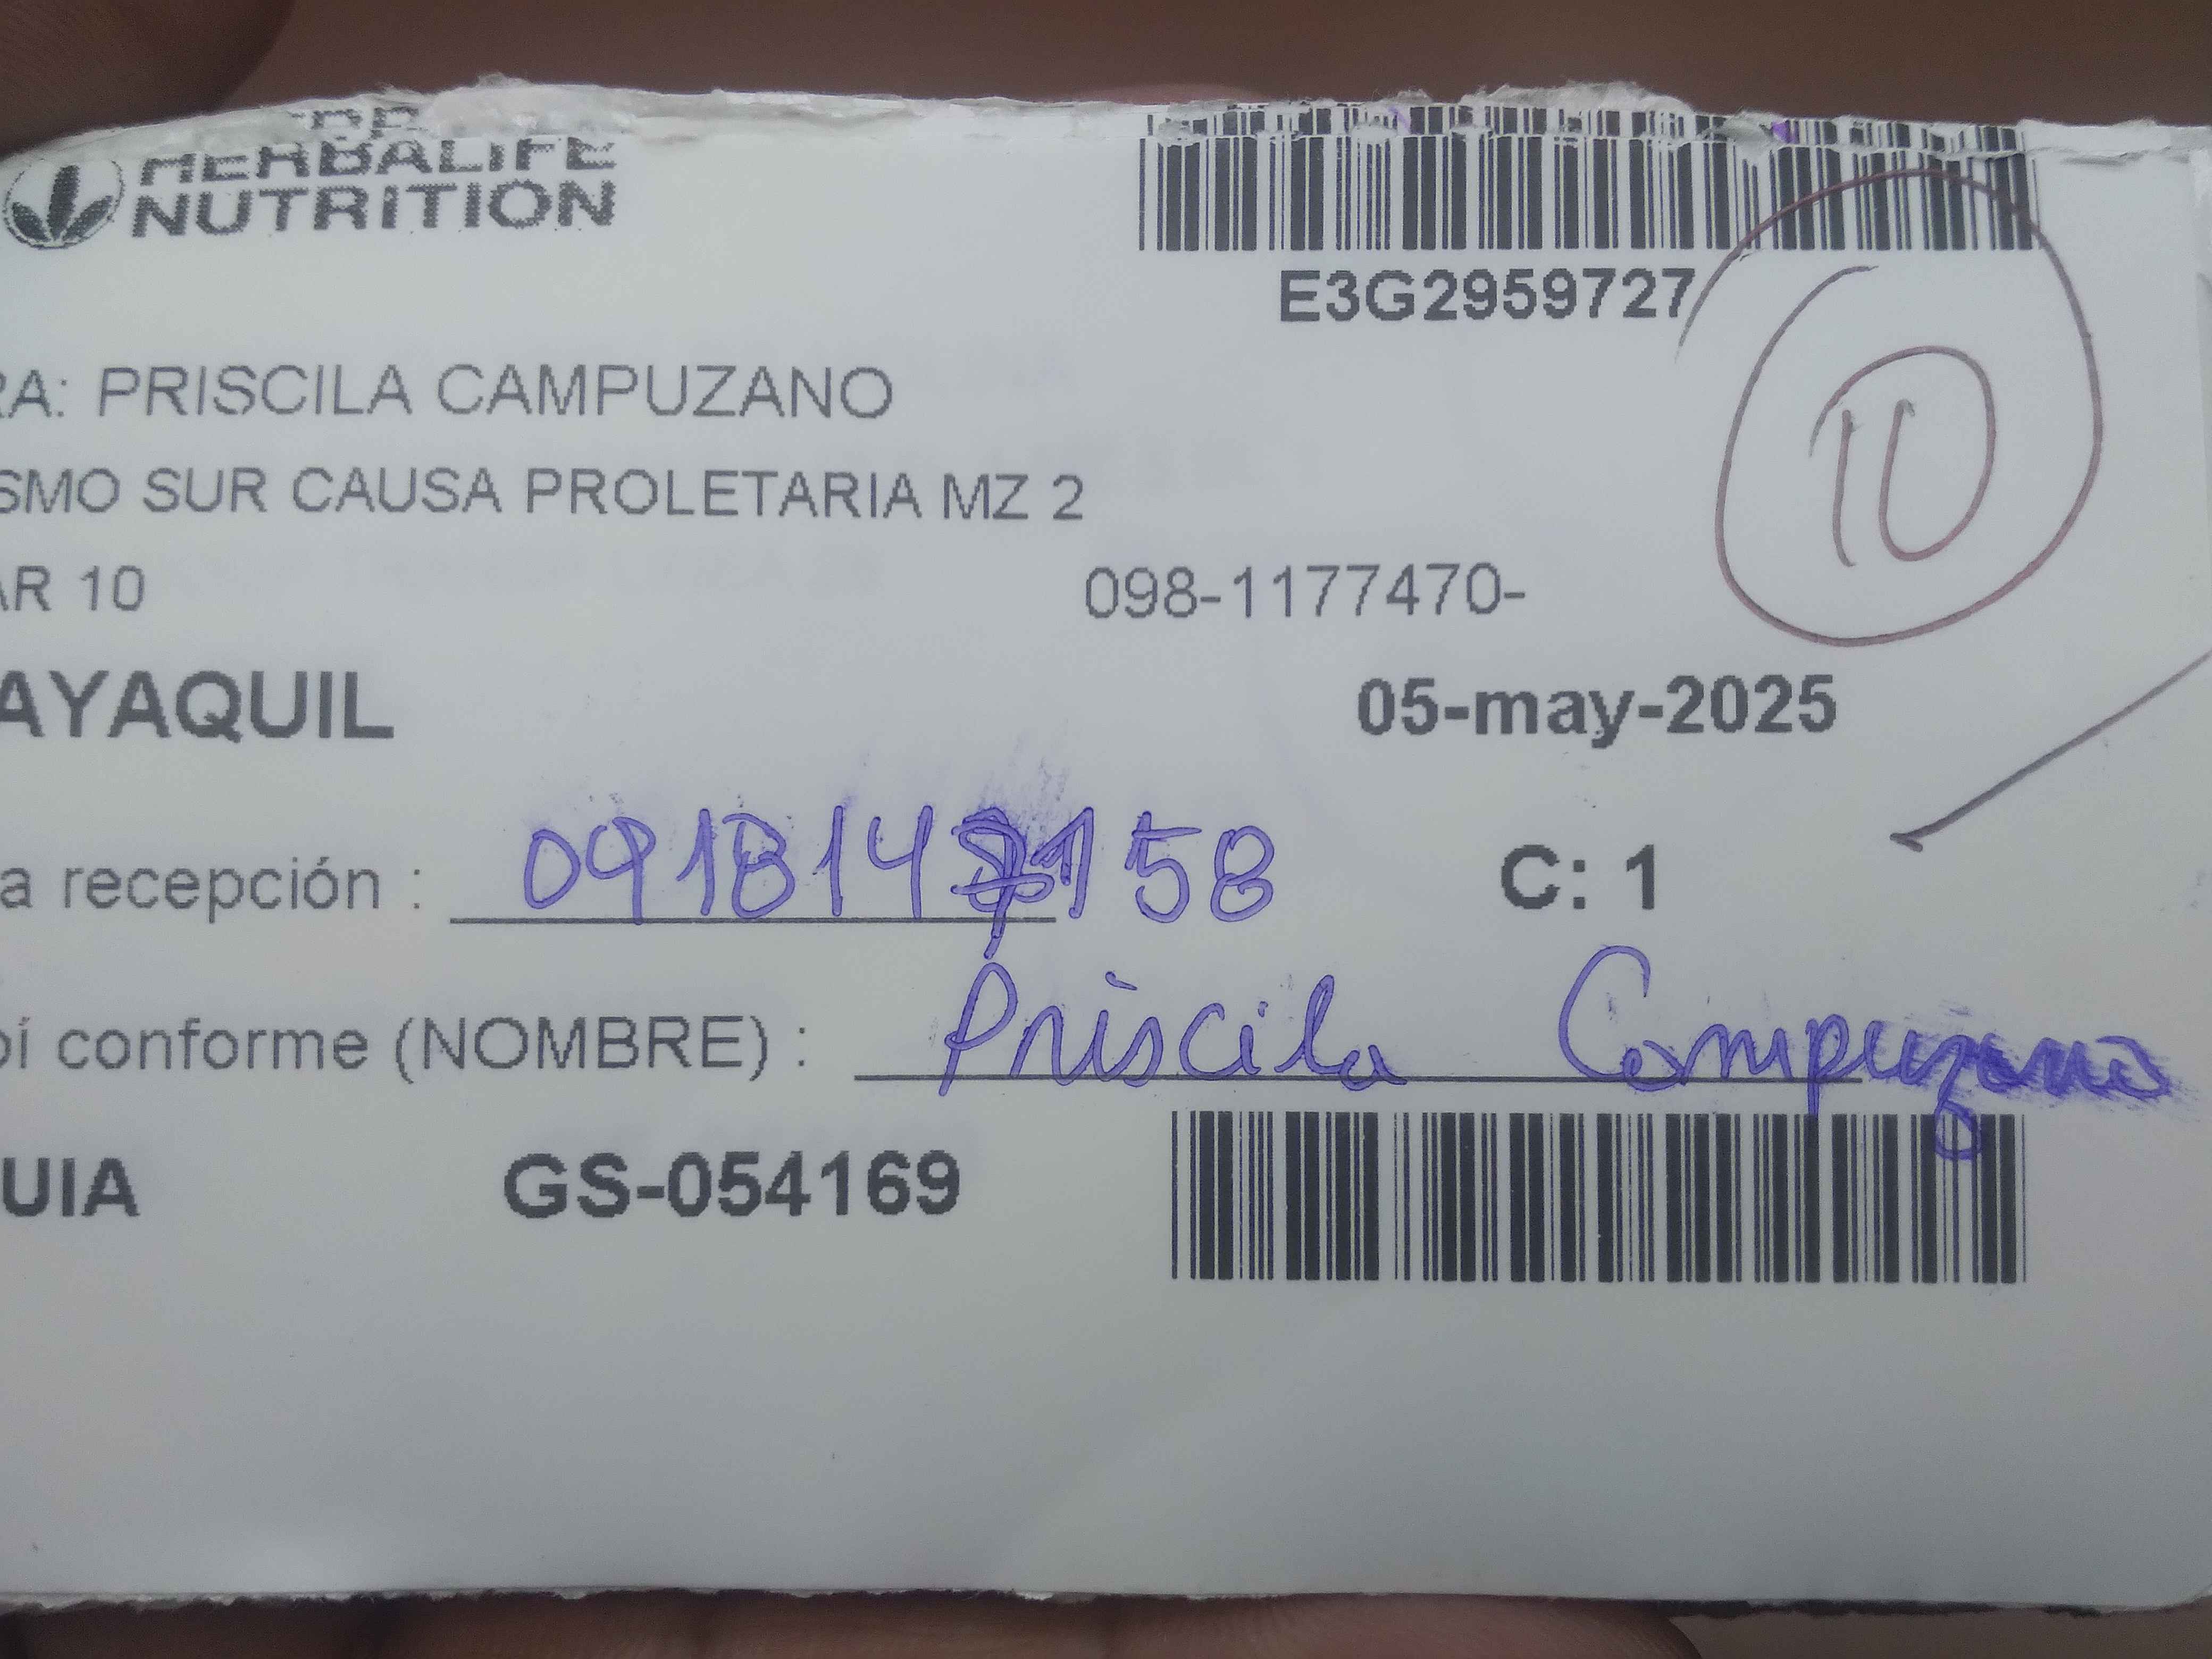 HERBALIFE
NUTRITION
E3G2959727
10
RA: PRISCILA CAMPUZANO
SMO SUR CAUSA PROLETARIA MZ 2
AR 10 098-1177470-
AYAQUIL 05-may-2025
a recepción : C: 1
bí conforme (NOMBRE) : Priscila Campuzano
UIA GS-054169